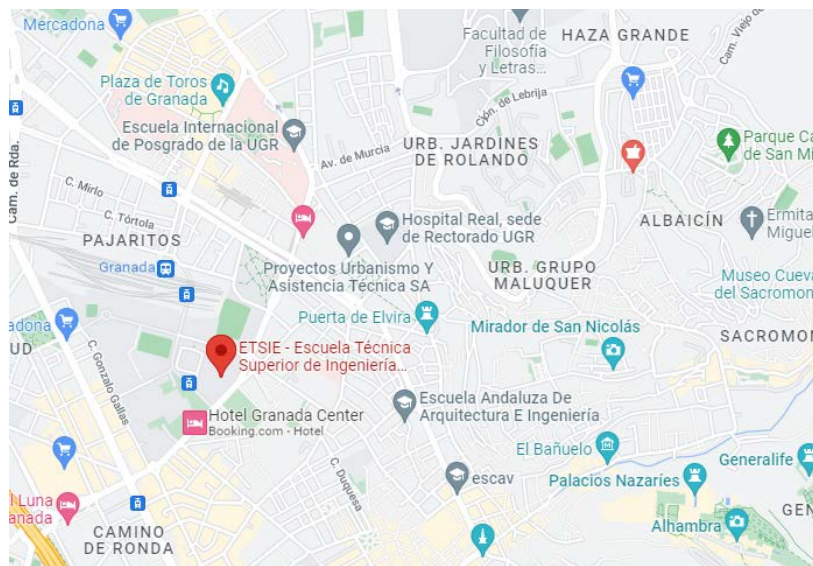 Mercadona
Facultad de
Filosofía
y Letras...
HAZA GRANDE
Cam. Viejo de
Plaza de Toros
de Granada
Cjón. de Lebrija
Escuela Internacional
de Posgrado de la UGR
Av. de Murcia
URB. JARDINES
DE ROLANDO
Parque Ca
de San Mi
Cam. de Rda.
C. Mirlo
C. Tórtola
PAJARITOS
Hospital Real, sede
de Rectorado UGR
ALBAICÍN
Ermita
Miguel
Granada
Proyectos Urbanismo Y
Asistencia Técnica SA
URB. GRUPO
MALUQUER
Museo Cueva
del Sacromon
Puerta de Elvira
Mirador de San Nicolás
SACROMON
adona
UD
C. Gonzalo Gallas
ETSIE - Escuela Técnica
Superior de Ingeniería...
Hotel Granada Center
Booking.com - Hotel
Escuela Andaluza De
Arquitectura E Ingeniería
El Bañuelo
C. Duquesa
escav
Palacios Nazaríes
Generalife
l Luna
anada
GEN
Alhambra
CAMINO
DE RONDA